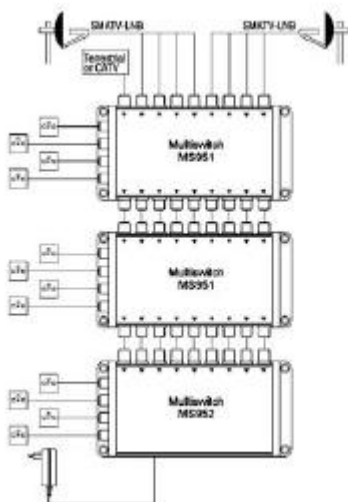 SMATV-LNB
SMATV-LNB
Terrestrial
or CATV
Multiswitch
MS951
Multiswitch
MS951
Multiswitch
MS952